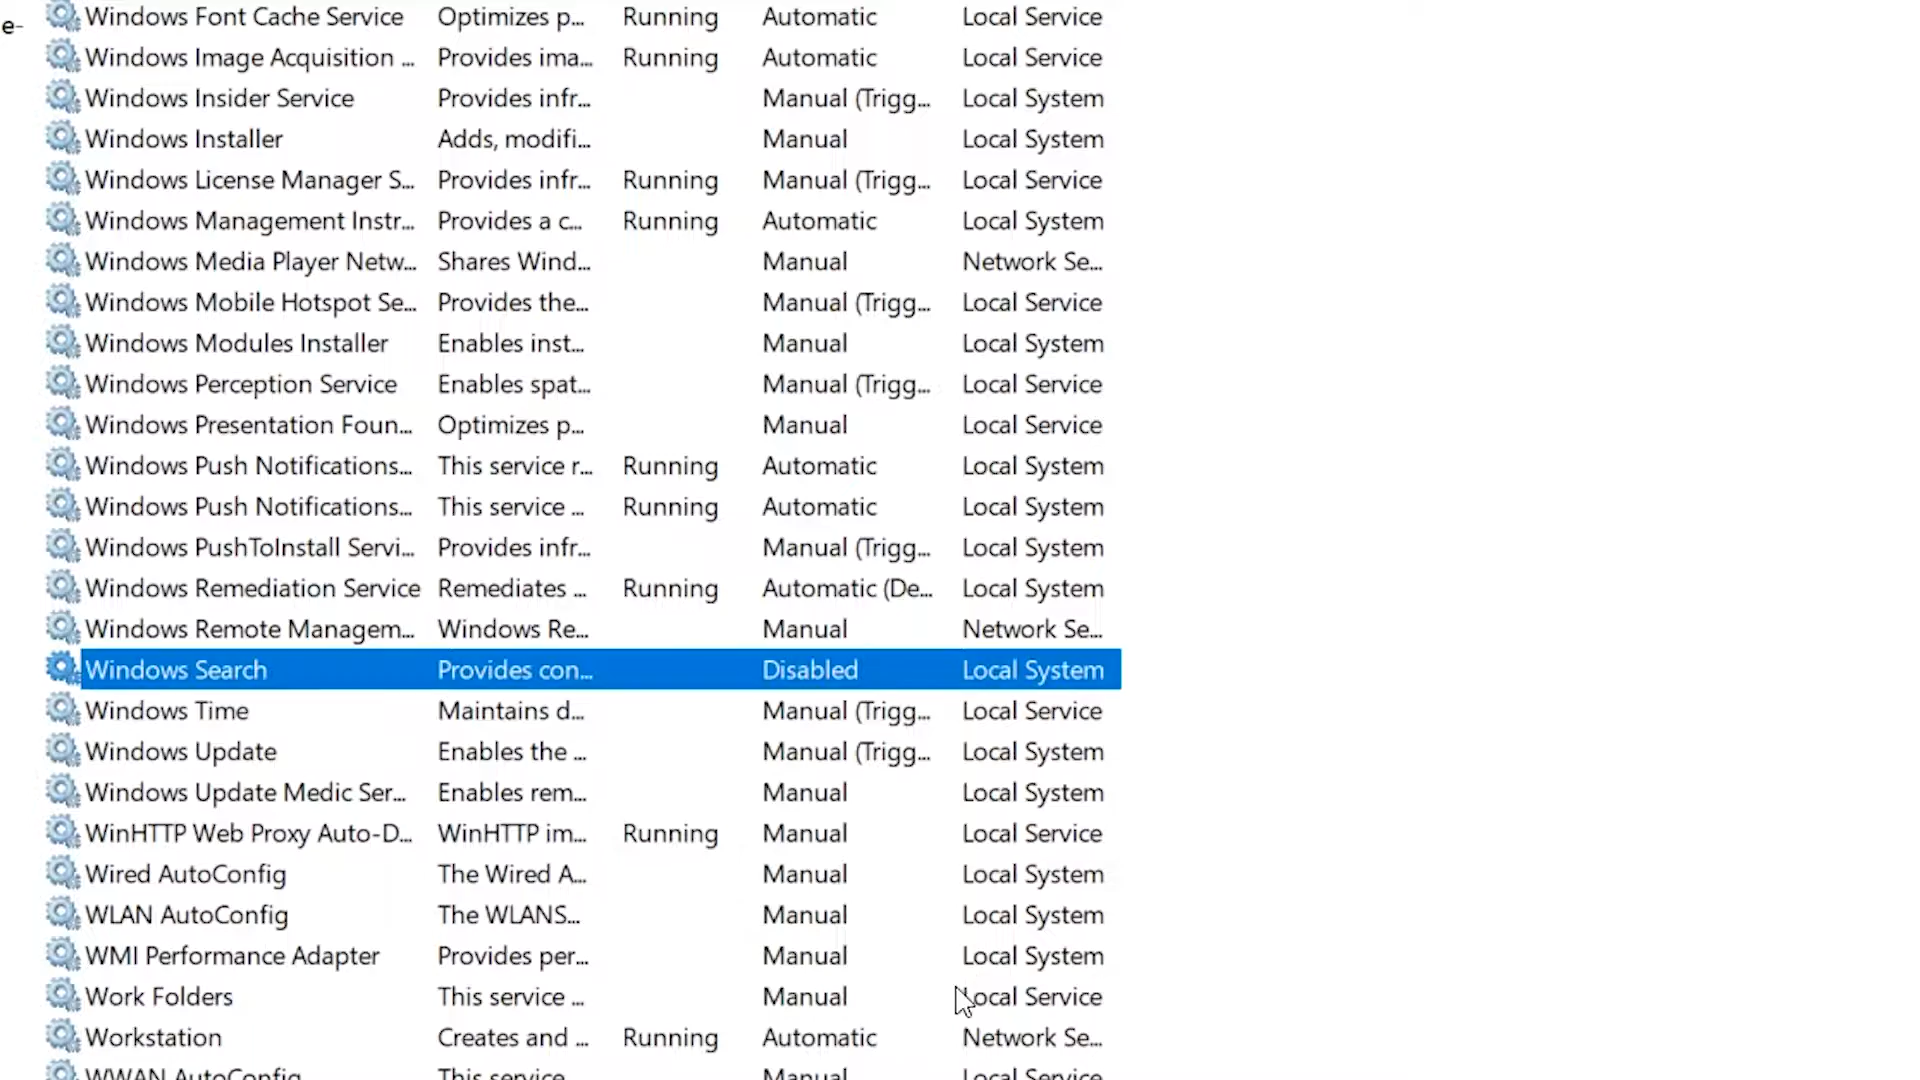 e-
Windows Font Cache Service Optimizes p... Running Automatic Local Service
Windows Image Acquisition ... Provides ima... Running Automatic Local Service
Windows Insider Service Provides infr... Manual (Trigg... Local System
Windows Installer Adds, modifi... Manual Local System
Windows License Manager S... Provides infr... Running Manual (Trigg... Local Service
Windows Management Instr... Provides a c... Running Automatic Local System
Windows Media Player Netw... Shares Wind... Manual Network Se...
Windows Mobile Hotspot Se... Provides the... Manual (Trigg... Local Service
Windows Modules Installer Enables inst... Manual Local System
Windows Perception Service Enables spat... Manual (Trigg... Local Service
Windows Presentation Foun... Optimizes p... Manual Local Service
Windows Push Notifications... This service r... Running Automatic Local System
Windows Push Notifications... This service ... Running Automatic Local System
Windows PushToInstall Servi... Provides infr... Manual (Trigg... Local System
Windows Remediation Service Remediates ... Running Automatic (De... Local System
Windows Remote Managem... Windows Re... Manual Network Se...
Windows Search Provides con... Disabled Local System
Windows Time Maintains d... Manual (Trigg... Local Service
Windows Update Enables the ... Manual (Trigg... Local System
Windows Update Medic Ser... Enables rem... Manual Local System
WinHTTP Web Proxy Auto-D... WinHTTP im... Running Manual Local Service
Wired AutoConfig The Wired A... Manual Local System
WLAN AutoConfig The WLANS... Manual Local System
WMI Performance Adapter Provides per... Manual Local System
Work Folders This service ... Manual Local Service
Workstation Creates and ... Running Automatic Network Se...
WWAN AutoConfig This service Manual Local Service